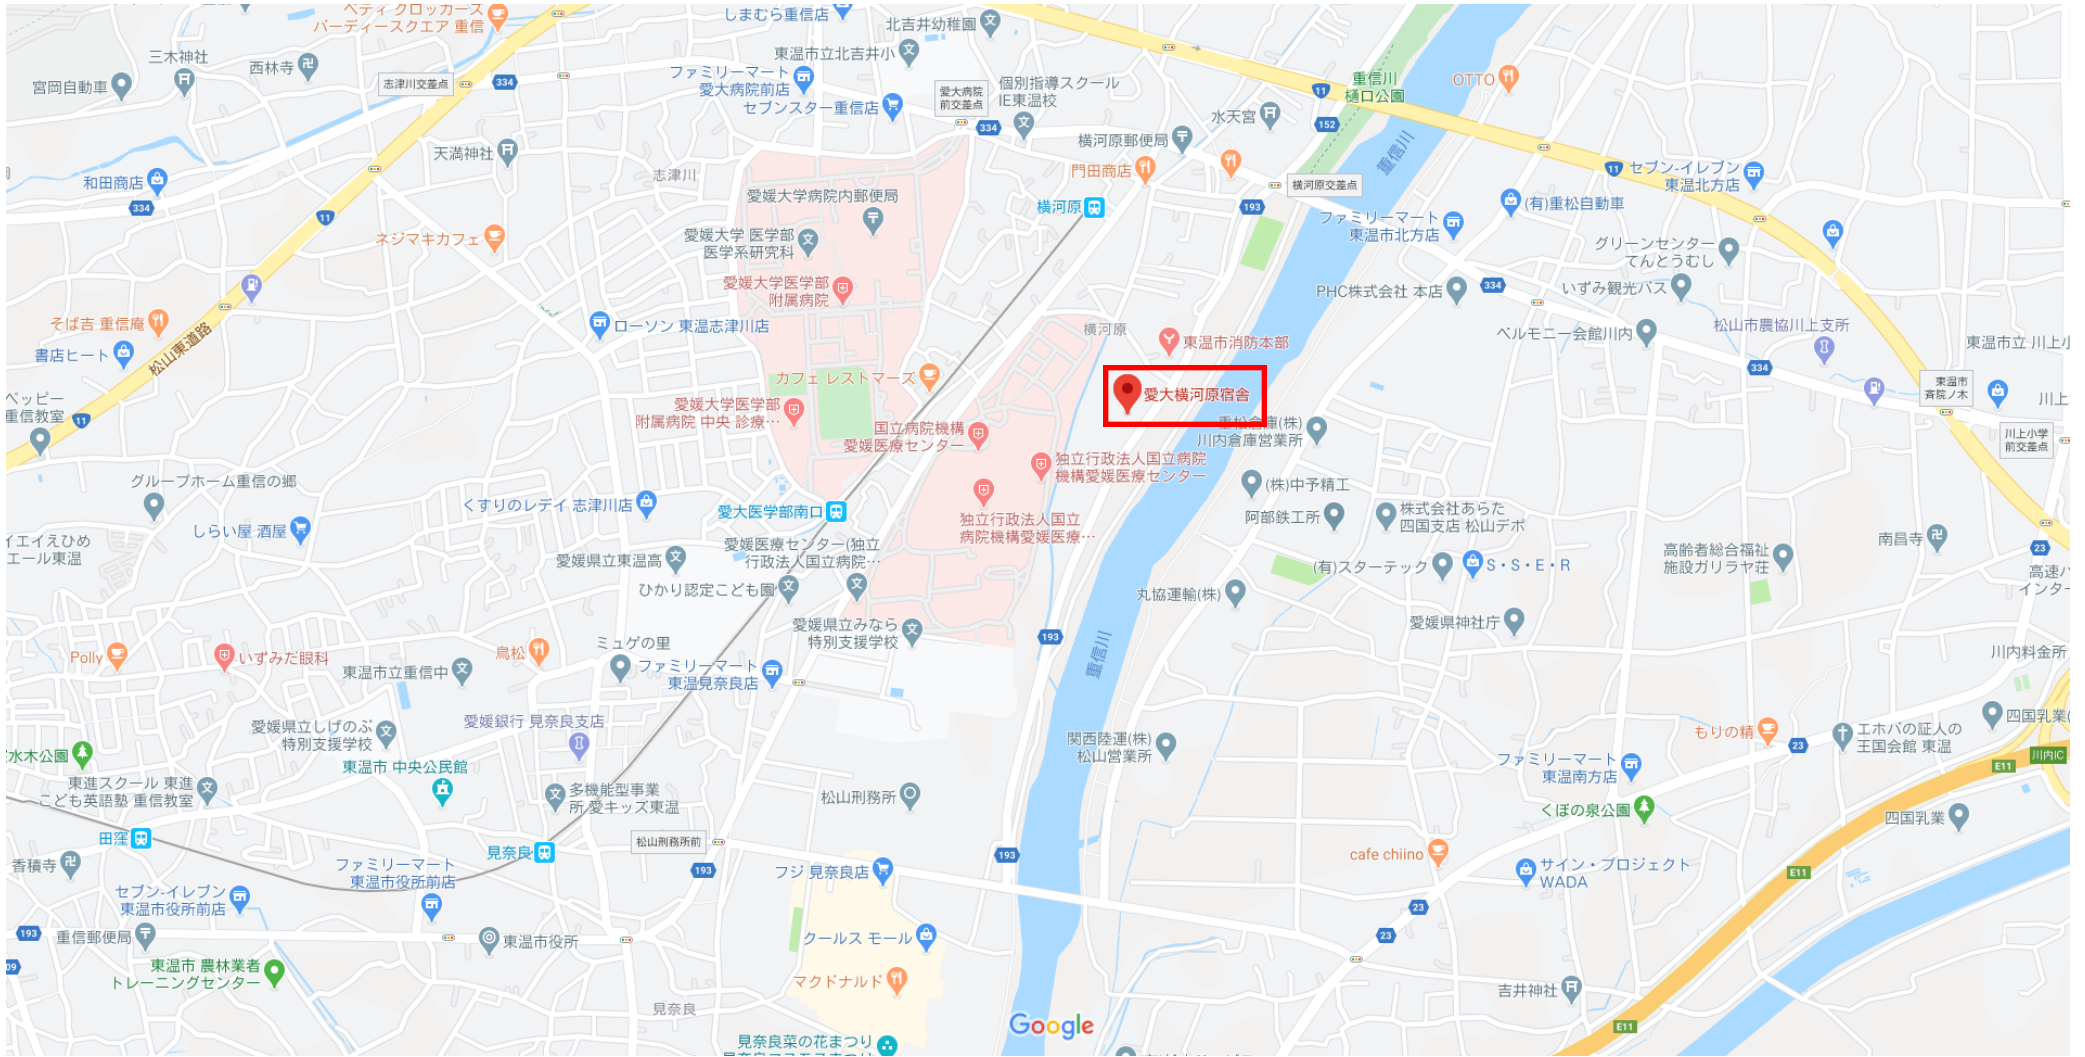 ベティ クロッカーズ
バーディースクエア 重信
しまむら重信店
北吉井幼稚園
三木神社
西林寺
宮岡自動車
志津川交差点
334
東温市立北吉井小
ファミリーマート
愛大病院前店
セブンスター重信店
愛大病院
前交差点
個別指導スクール
IE東温校
334
重信川
樋口公園
OTTO
11
152
水天宮
横河原郵便局
門田商店
天満神社
志津川
和田商店
334
11
愛媛大学病院内郵便局
横河原
横河原交差点
193
重信川
11
セブン-イレブン
東温北方店
(有)重松自動車
ファミリーマート
東温市北方店
ネジマキカフェ
愛媛大学 医学部
医学系研究科
グリーンセンター
てんとうむし
愛媛大学医学部
附属病院
PHC株式会社 本店
334
いずみ観光バス
そば吉 重信庵
松山東道路
ローソン 東温志津川店
横河原
東温市消防本部
ベルモニー会館川内
松山市農協川上支所
東温市立 川上小
書店ヒート
カフェ レストマーズ
愛大横河原宿舎
334
東温市
斉院ノ木
川上
ベッピー
重信教室
11
愛媛大学医学部
附属病院 中央 診療…
国立病院機構
愛媛医療センター
重松倉庫(株)
川内倉庫営業所
川上小学
前交差点
独立行政法人国立病院
機構愛媛医療センター
グループホーム重信の郷
(株)中予精工
くすりのレデイ 志津川店
愛大医学部南口
独立行政法人国立
病院機構愛媛医療…
阿部鉄工所
株式会社あらた
四国支店 松山デポ
しらい屋 酒屋
イエイえひめ
エール東温
愛媛県立東温高
愛媛医療センター(独立
行政法人国立病院…
(有)スターテック
S・S・E・R
高齢者総合福祉
施設ガリラヤ荘
南昌寺
23
高速バ
インター
ひかり認定こども園
丸協運輸(株)
愛媛県神社庁
愛媛県立みなら
特別支援学校
193
Polly
いずみだ眼科
鳥松
ミュゲの里
重信川
川内料金所
東温市立重信中
ファミリーマート
東温見奈良店
愛媛県立しげのぶ
特別支援学校
愛媛銀行 見奈良支店
関西陸運(株)
松山営業所
もりの精
23
エホバの証人の
王国会館 東温
四国乳業(
水木公園
東温市 中央公民館
ファミリーマート
東温南方店
E11
川内IC
東進スクール 東進
こども英語塾 重信教室
多機能型事業
所 愛キッズ東温
松山刑務所
くぼの泉公園
四国乳業
田窪
見奈良
松山刑務所前
193
193
cafe chiino
香積寺
ファミリーマート
東温市役所前店
フジ 見奈良店
サイン・プロジェクト
WADA
E11
セブン-イレブン
東温市役所前店
23
193
重信郵便局
東温市役所
クールス モール
23
09
東温市 農林業者
トレーニングセンター
マクドナルド
吉井神社
見奈良
Google
E11
見奈良菜の花まつり